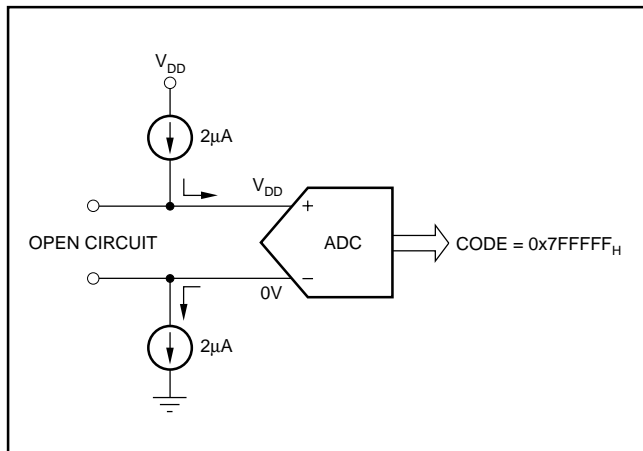 VDD
2μA
VDD
+
OPEN CIRCUIT
ADC
CODE = 0x7FFFFFH
−
0V
2μA